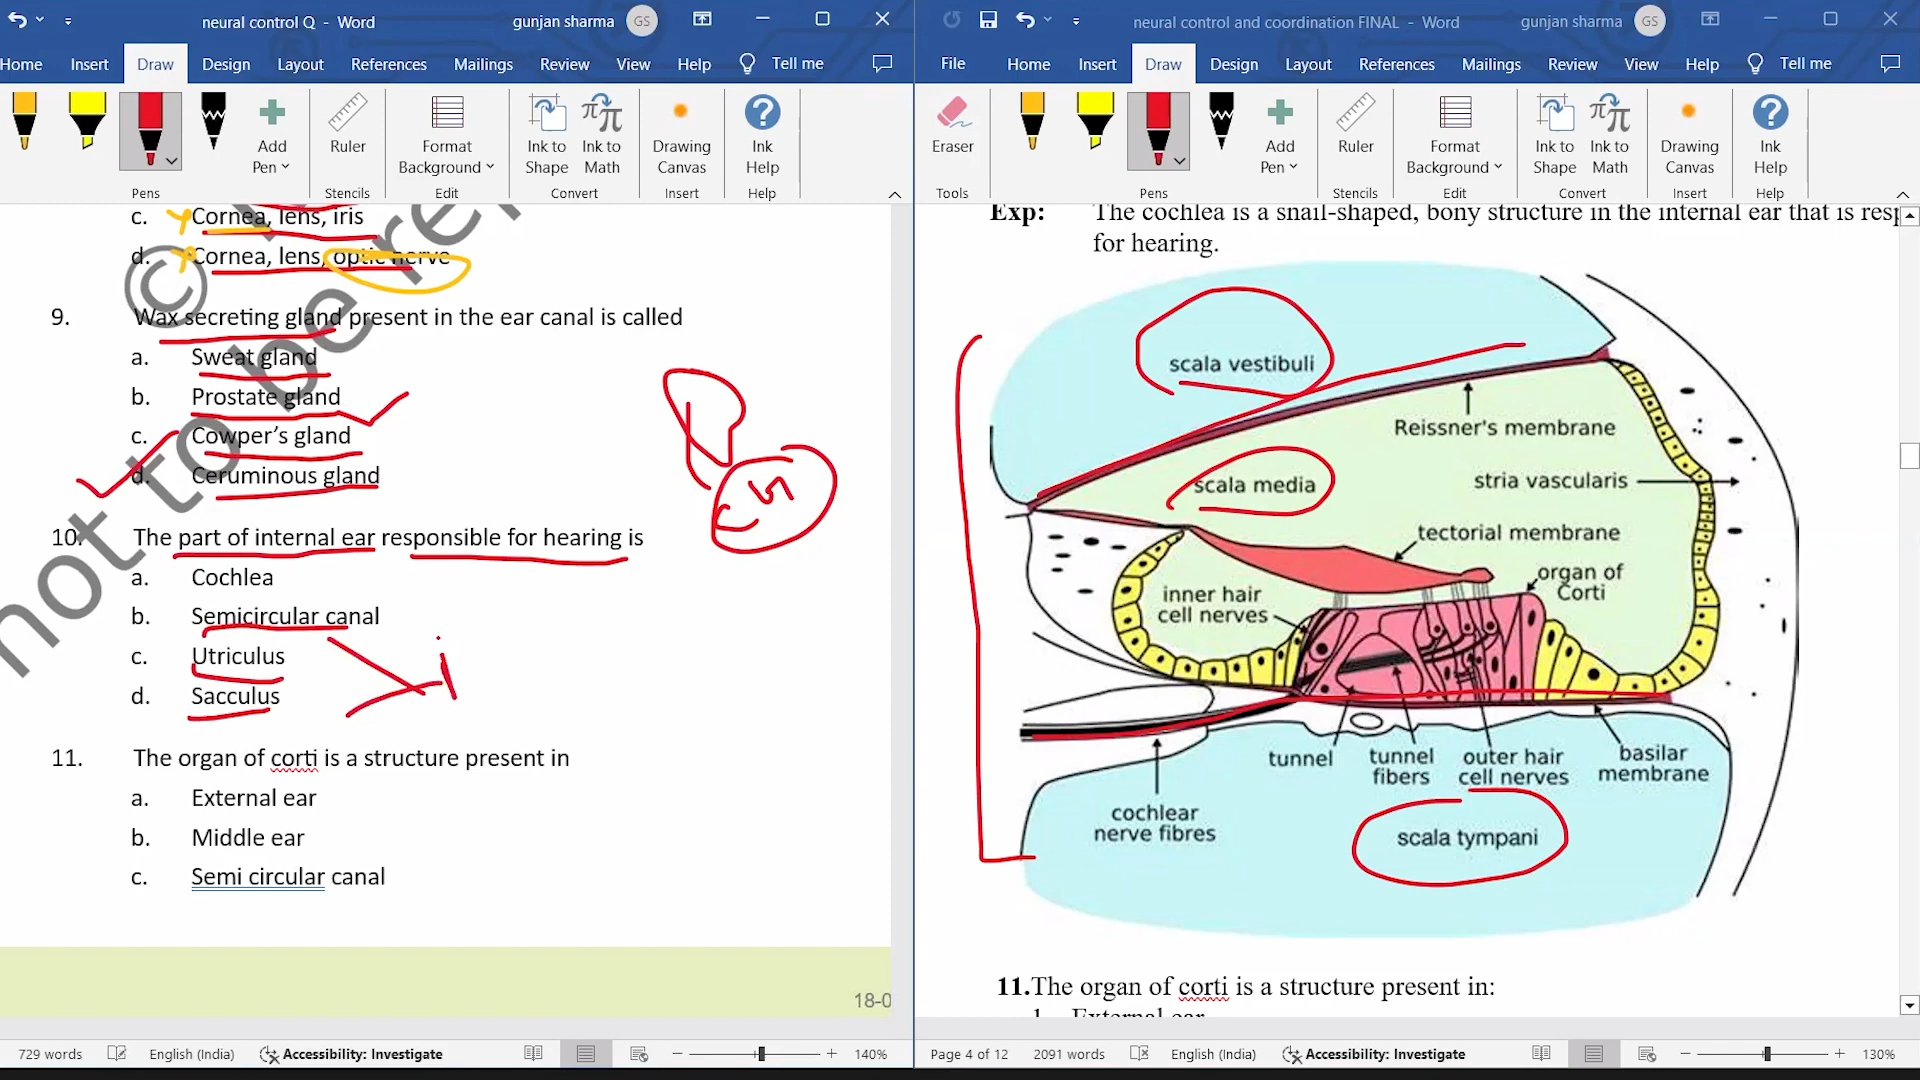 neural control Q - Word
gunjan sharma
GS
Home Insert Draw Design Layout References Mailings Review View Help Tell me
Add Pen
Ruler
Format Background
Ink to Shape
Ink to Math
Drawing Canvas
Ink Help
Pens Stencils Edit Convert Insert Help
c. Cornea, lens, iris
d. Cornea, lens, optic nerve
9. Wax secreting gland present in the ear canal is called
a. Sweat gland
b. Prostate gland
c. Cowper's gland
d. Ceruminous gland
10. The part of internal ear responsible for hearing is
a. Cochlea
b. Semicircular canal
c. Utriculus
d. Sacculus
11. The organ of corti is a structure present in
a. External ear
b. Middle ear
c. Semi circular canal
not to be re
©
18-0
729 words English (India) Accessibility: Investigate 140%
neural control and coordination FINAL - Word
gunjan sharma
GS
File Home Insert Draw Design Layout References Mailings Review View Help Tell me
Eraser
Add Pen
Ruler
Format Background
Ink to Shape
Ink to Math
Drawing Canvas
Ink Help
Tools Pens Stencils Edit Convert Insert Help
Exp: The cochlea is a snail-shaped, bony structure in the internal ear that is resp
for hearing.
scala vestibuli
Reissner's membrane
scala media
stria vascularis
tectorial membrane
organ of
Corti
inner hair
cell nerves
tunnel
tunnel
fibers
outer hair
cell nerves
basilar
membrane
cochlear
nerve fibres
scala tympani
11.The organ of corti is a structure present in:
1. External ear
Page 4 of 12 2091 words English (India) Accessibility: Investigate 130%